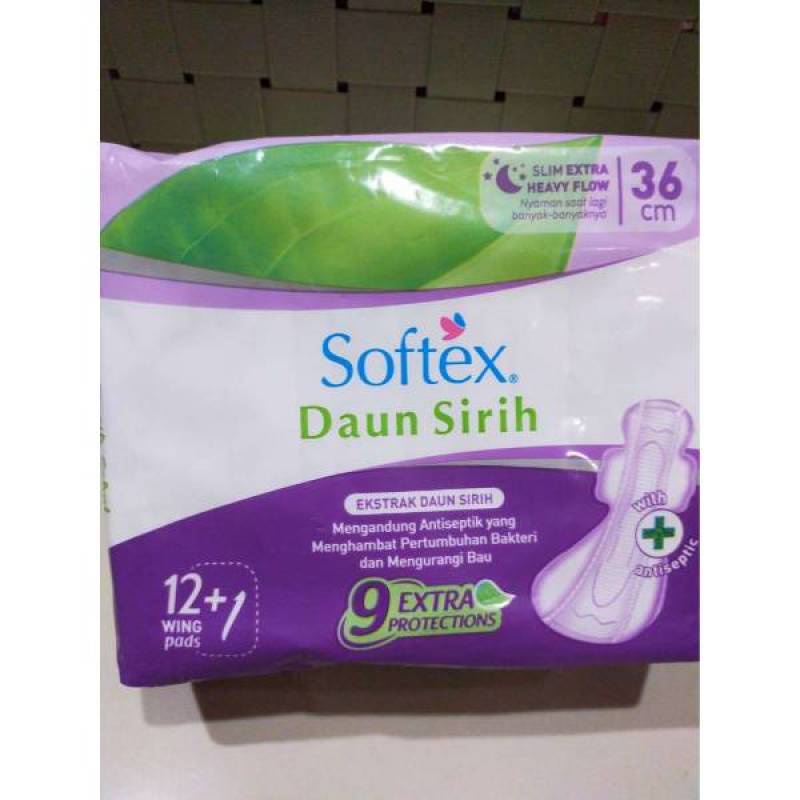 SLIM EXTRA
HEAVY FLOW
Nyaman saat lagi
banyak-banyaknya
36
cm
Softex®
Daun Sirih
EKSTRAK DAUN SIRIH
Mengandung Antiseptik yang
Menghambat Pertumbuhan Bakteri
dan Mengurangi Bau
with
antiseptic
12+1
WING
pads
9 EXTRA
PROTECTIONS